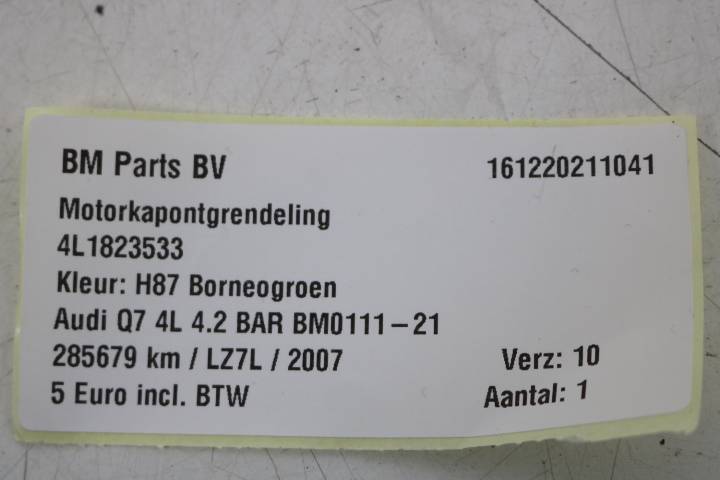 BM Parts BV 161220211041
Motorkapontgrendeling
4L1823533
Kleur: H87 Borneogroen
Audi Q7 4L 4.2 BAR BM0111-21
285679 km / LZ7L / 2007 Verz: 10
5 Euro incl. BTW Aantal: 1